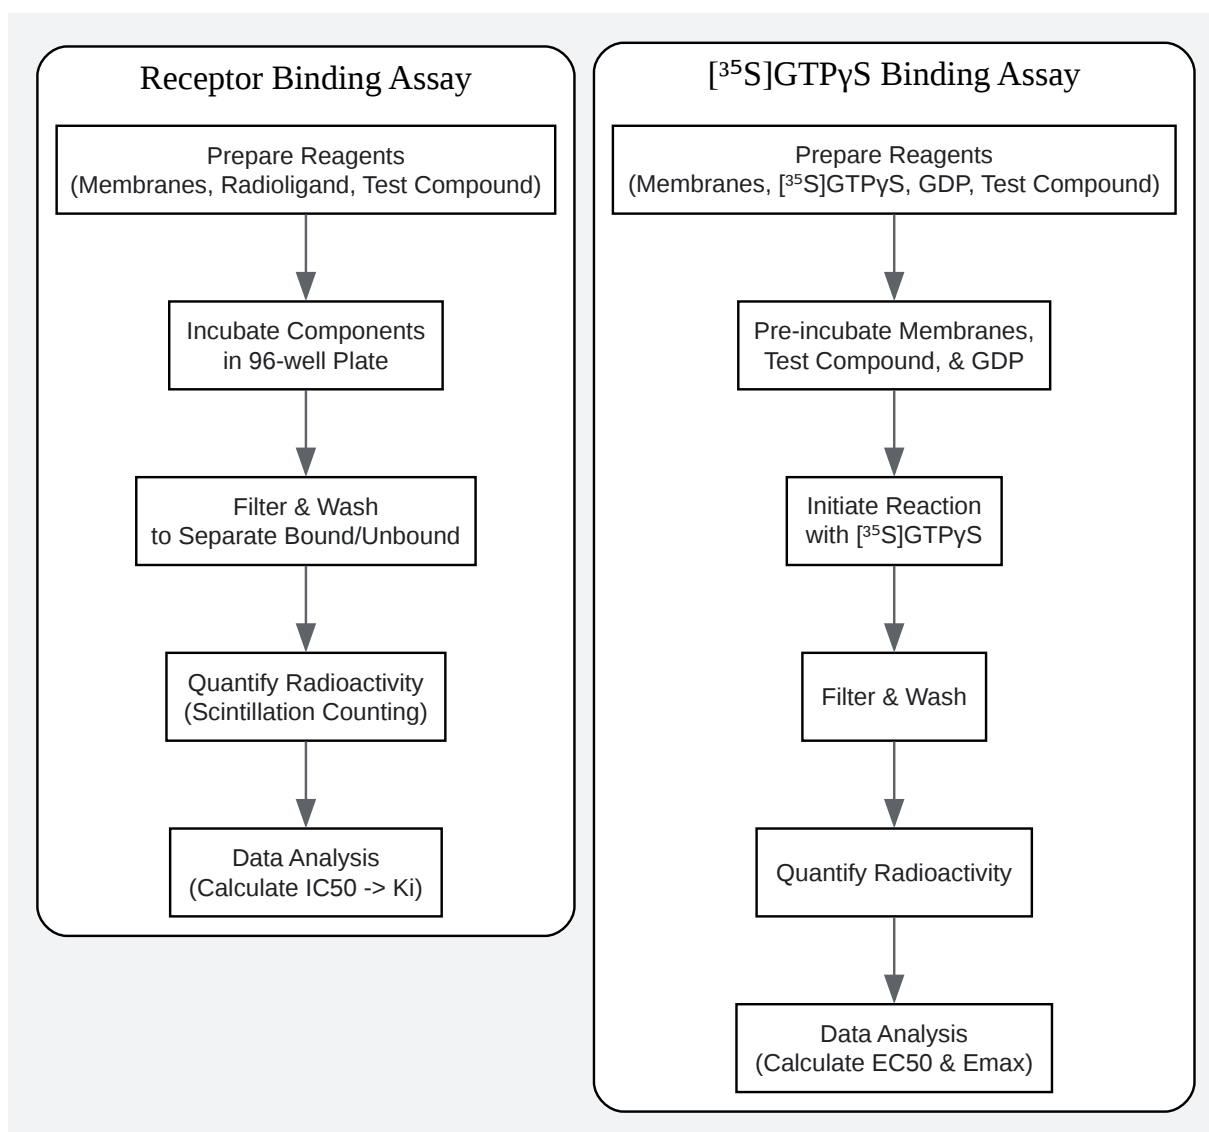 Receptor Binding Assay
Prepare Reagents
(Membranes, Radioligand, Test Compound)
Incubate Components
in 96-well Plate
Filter & Wash
to Separate Bound/Unbound
Quantify Radioactivity
(Scintillation Counting)
Data Analysis
(Calculate IC50 -> Ki)
[³⁵S]GTPγS Binding Assay
Prepare Reagents
(Membranes, [³⁵S]GTPγS, GDP, Test Compound)
Pre-incubate Membranes,
Test Compound, & GDP
Initiate Reaction
with [³⁵S]GTPγS
Filter & Wash
Quantify Radioactivity
Data Analysis
(Calculate EC50 & Emax)